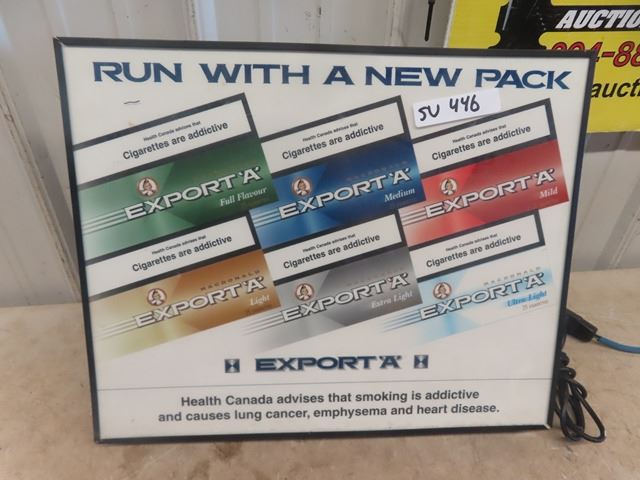 AUCTIO
204-88
aucti
RUN WITH A NEW PACK
SU 446
Health Canada advises that
Cigarettes are addictive
EXPORT 'A'
Full Flavour
Health Canada advises that
Cigarettes are addictive
EXPORT 'A'
Medium
Health Canada advises that
Cigarettes are addictive
EXPORT 'A'
Mild
Health Canada advises that
Cigarettes are addictive
MACDONALD
EXPORT 'A'
Light
Health Canada advises that
Cigarettes are addictive
MACDONALD
EXPORT 'A'
Extra Light
Health Canada advises that
Cigarettes are addictive
MACDONALD
EXPORT 'A'
Ultra Light
EXPORT 'A'
Health Canada advises that smoking is addictive
and causes lung cancer, emphysema and heart disease.